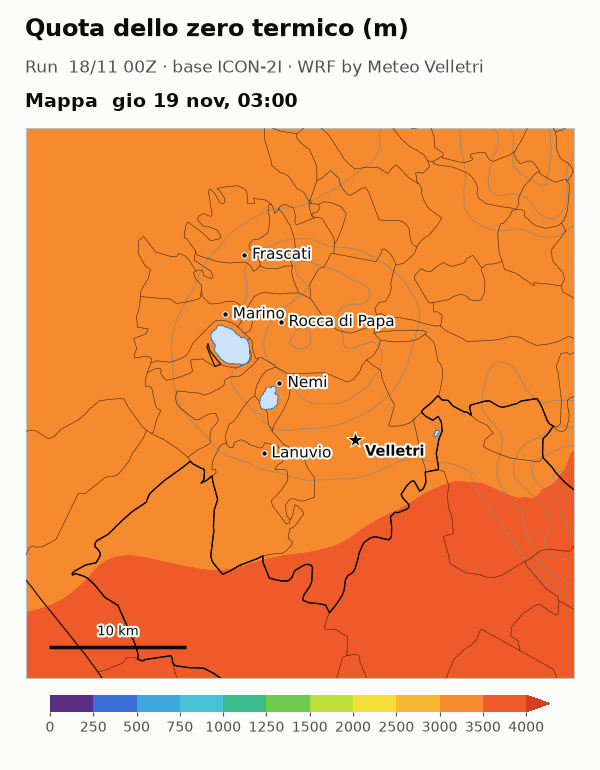 Quota dello zero termico (m)
Run 18/11 00Z · base ICON-2I · WRF by Meteo Velletri
Mappa gio 19 nov, 03:00
Frascati
Marino
Rocca di Papa
Nemi
Velletri
Lanuvio
10 km
0 250 500 750 1000 1250 1500 2000 2500 3000 3500 4000